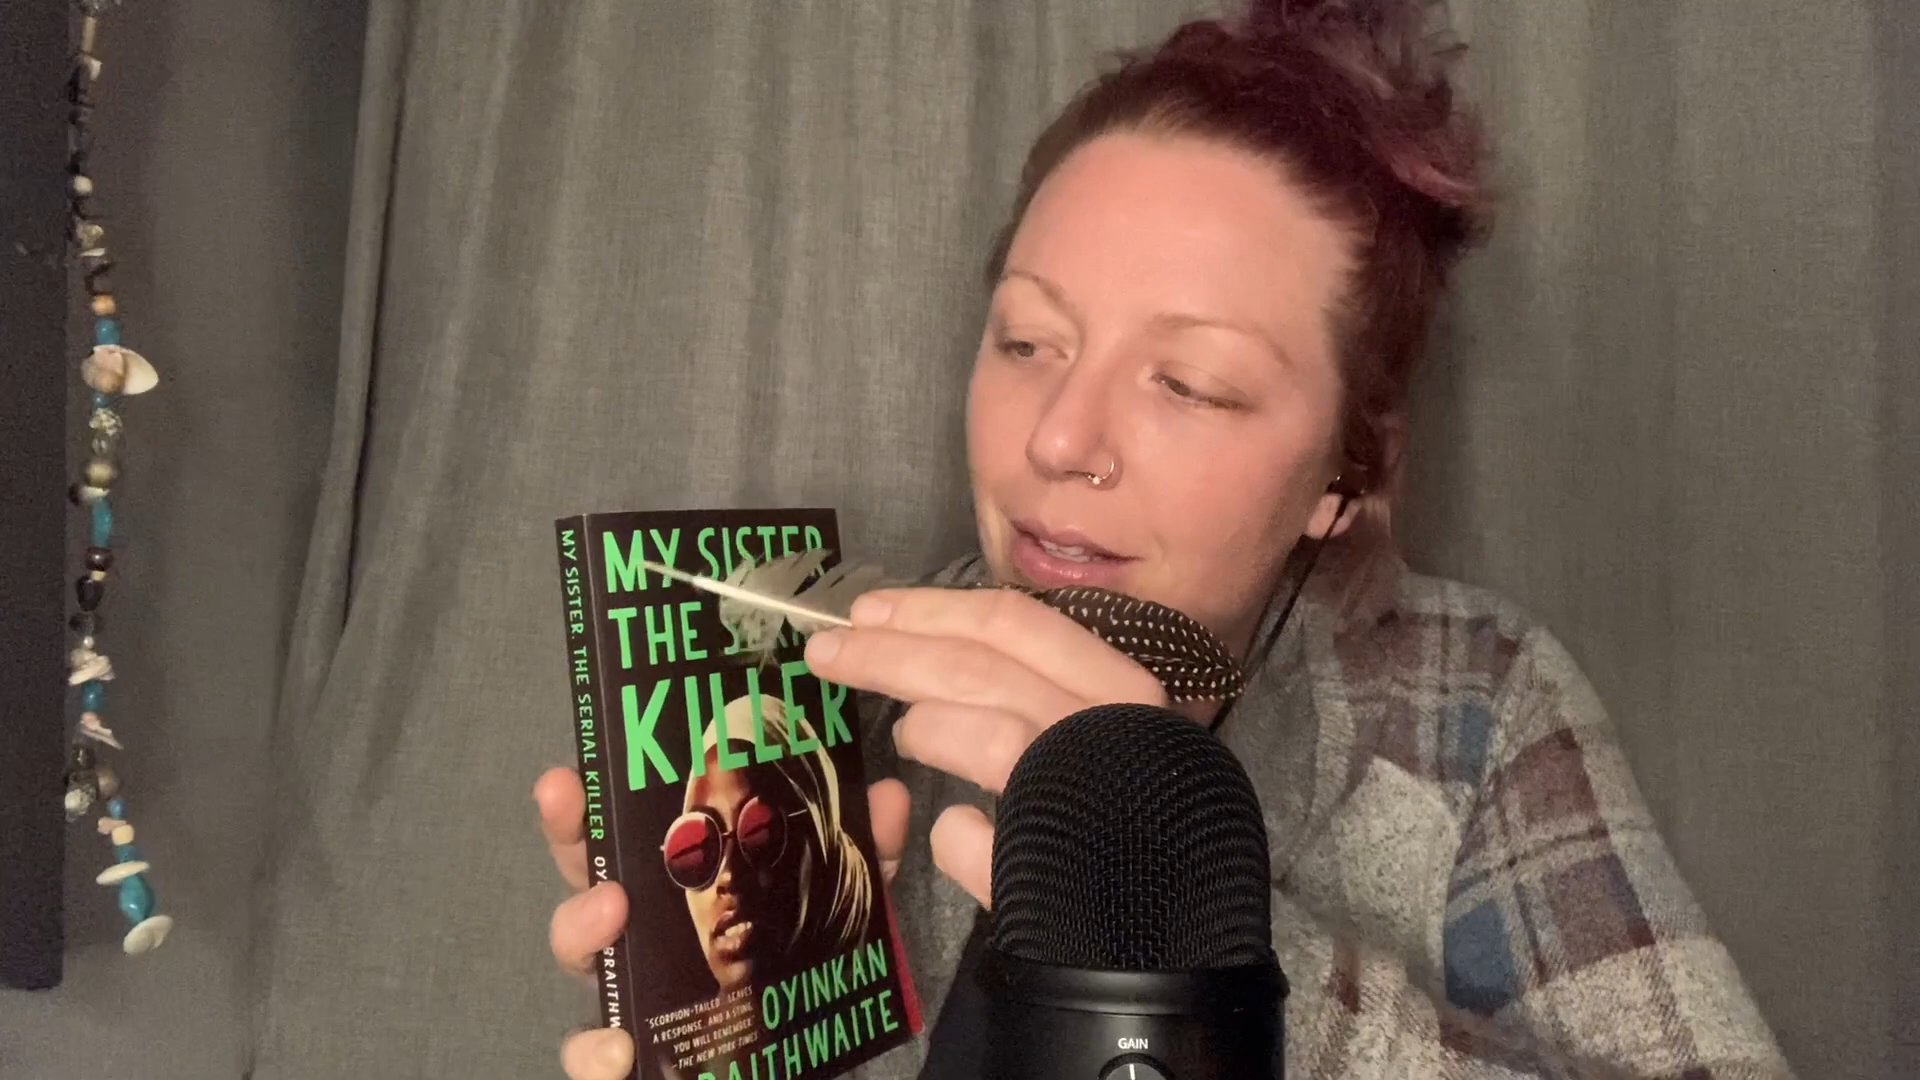 MY SISTER,
THE SERIAL
KILLER
OYINKAN
BRAITHWAITE
"SCORPION-TAILED. LEAVES
A RESPONSE, AND A STING,
YOU WILL REMEMBER."
-THE NEW YORK TIMES
MY SISTER, THE SERIAL KILLER
GAIN